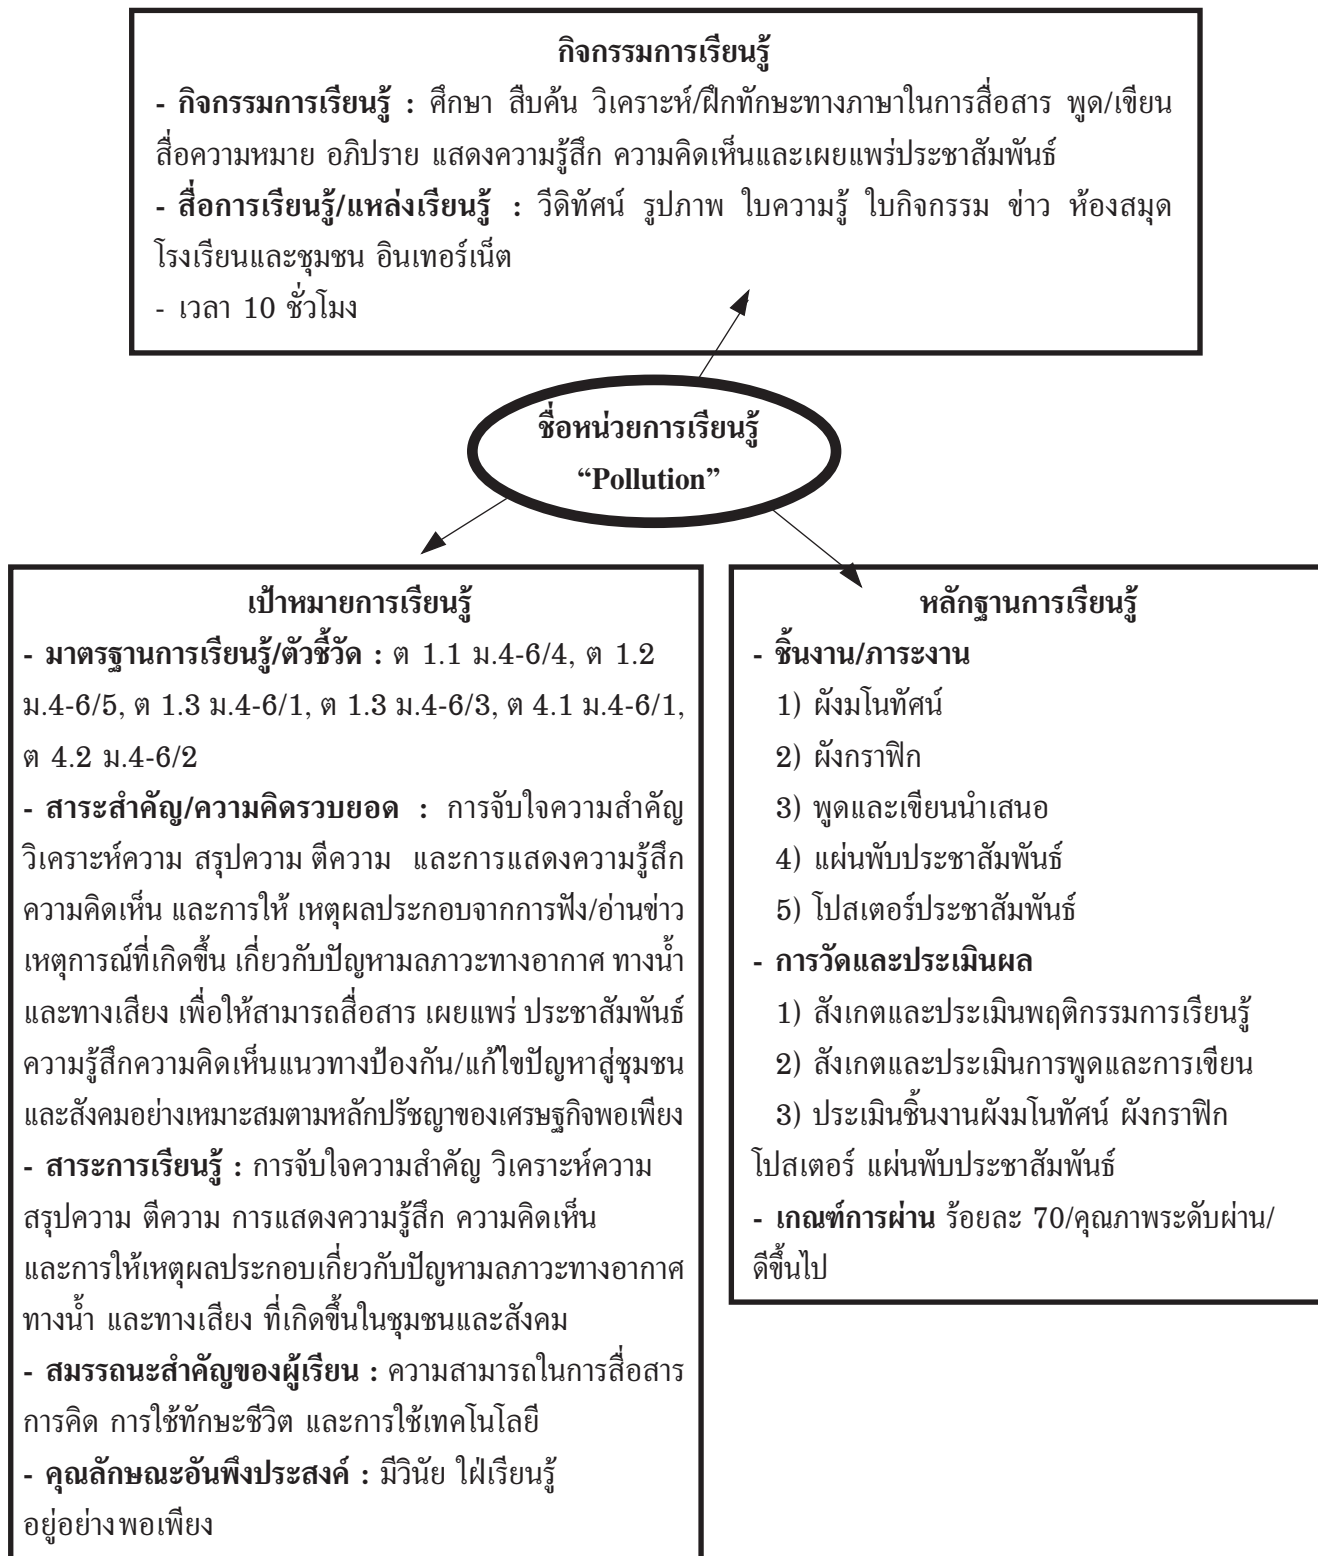 กิจกรรมการเรียนรู้
- กิจกรรมการเรียนรู้ : ศึกษา สืบค้น วิเคราะห์/ฝึกทักษะทางภาษาในการสื่อสาร พูด/เขียน
สื่อความหมาย อภิปราย แสดงความรู้สึก ความคิดเห็นและเผยแพร่ประชาสัมพันธ์
- สื่อการเรียนรู้/แหล่งเรียนรู้ : วีดิทัศน์ รูปภาพ ใบความรู้ ใบกิจกรรม ข่าว ห้องสมุด
โรงเรียนและชุมชน อินเทอร์เน็ต
- เวลา 10 ชั่วโมง
ชื่อหน่วยการเรียนรู้
“Pollution”
เป้าหมายการเรียนรู้
- มาตรฐานการเรียนรู้/ตัวชี้วัด : ต 1.1 ม.4-6/4, ต 1.2
ม.4-6/5, ต 1.3 ม.4-6/1, ต 1.3 ม.4-6/3, ต 4.1 ม.4-6/1,
ต 4.2 ม.4-6/2
- สาระสำคัญ/ความคิดรวบยอด : การจับใจความสำคัญ
วิเคราะห์ความ สรุปความ ตีความ และการแสดงความรู้สึก
ความคิดเห็น และการให้ เหตุผลประกอบจากการฟัง/อ่านข่าว
เหตุการณ์ที่เกิดขึ้น เกี่ยวกับปัญหามลภาวะทางอากาศ ทางน้ำ
และทางเสียง เพื่อให้สามารถสื่อสาร เผยแพร่ ประชาสัมพันธ์
ความรู้สึกความคิดเห็นแนวทางป้องกัน/แก้ไขปัญหาสู่ชุมชน
และสังคมอย่างเหมาะสมตามหลักปรัชญาของเศรษฐกิจพอเพียง
- สาระการเรียนรู้ : การจับใจความสำคัญ วิเคราะห์ความ
สรุปความ ตีความ การแสดงความรู้สึก ความคิดเห็น
และการให้เหตุผลประกอบเกี่ยวกับปัญหามลภาวะทางอากาศ
ทางน้ำ และทางเสียง ที่เกิดขึ้นในชุมชนและสังคม
- สมรรถนะสำคัญของผู้เรียน : ความสามารถในการสื่อสาร
การคิด การใช้ทักษะชีวิต และการใช้เทคโนโลยี
- คุณลักษณะอันพึงประสงค์ : มีวินัย ใฝ่เรียนรู้
อยู่อย่างพอเพียง
หลักฐานการเรียนรู้
- ชิ้นงาน/ภาระงาน
1) ผังมโนทัศน์
2) ผังกราฟิก
3) พูดและเขียนนำเสนอ
4) แผ่นพับประชาสัมพันธ์
5) โปสเตอร์ประชาสัมพันธ์
- การวัดและประเมินผล
1) สังเกตและประเมินพฤติกรรมการเรียนรู้
2) สังเกตและประเมินการพูดและการเขียน
3) ประเมินชิ้นงานผังมโนทัศน์ ผังกราฟิก
โปสเตอร์ แผ่นพับประชาสัมพันธ์
- เกณฑ์การผ่าน ร้อยละ 70/คุณภาพระดับผ่าน/
ดีขึ้นไป